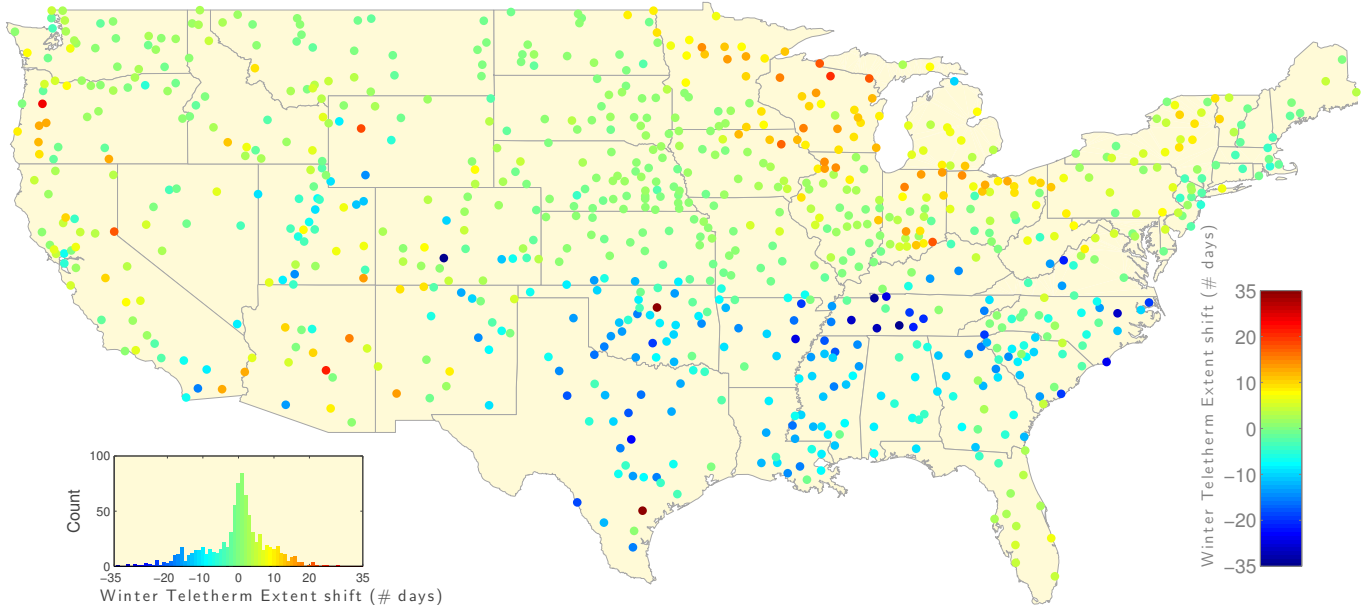 100
50
0
Count
-35 -20 -10 0 10 20 35
Winter Teletherm Extent shift (# days)
35
20
10
0
-10
-20
-35
Winter Teletherm Extent shift (# days)